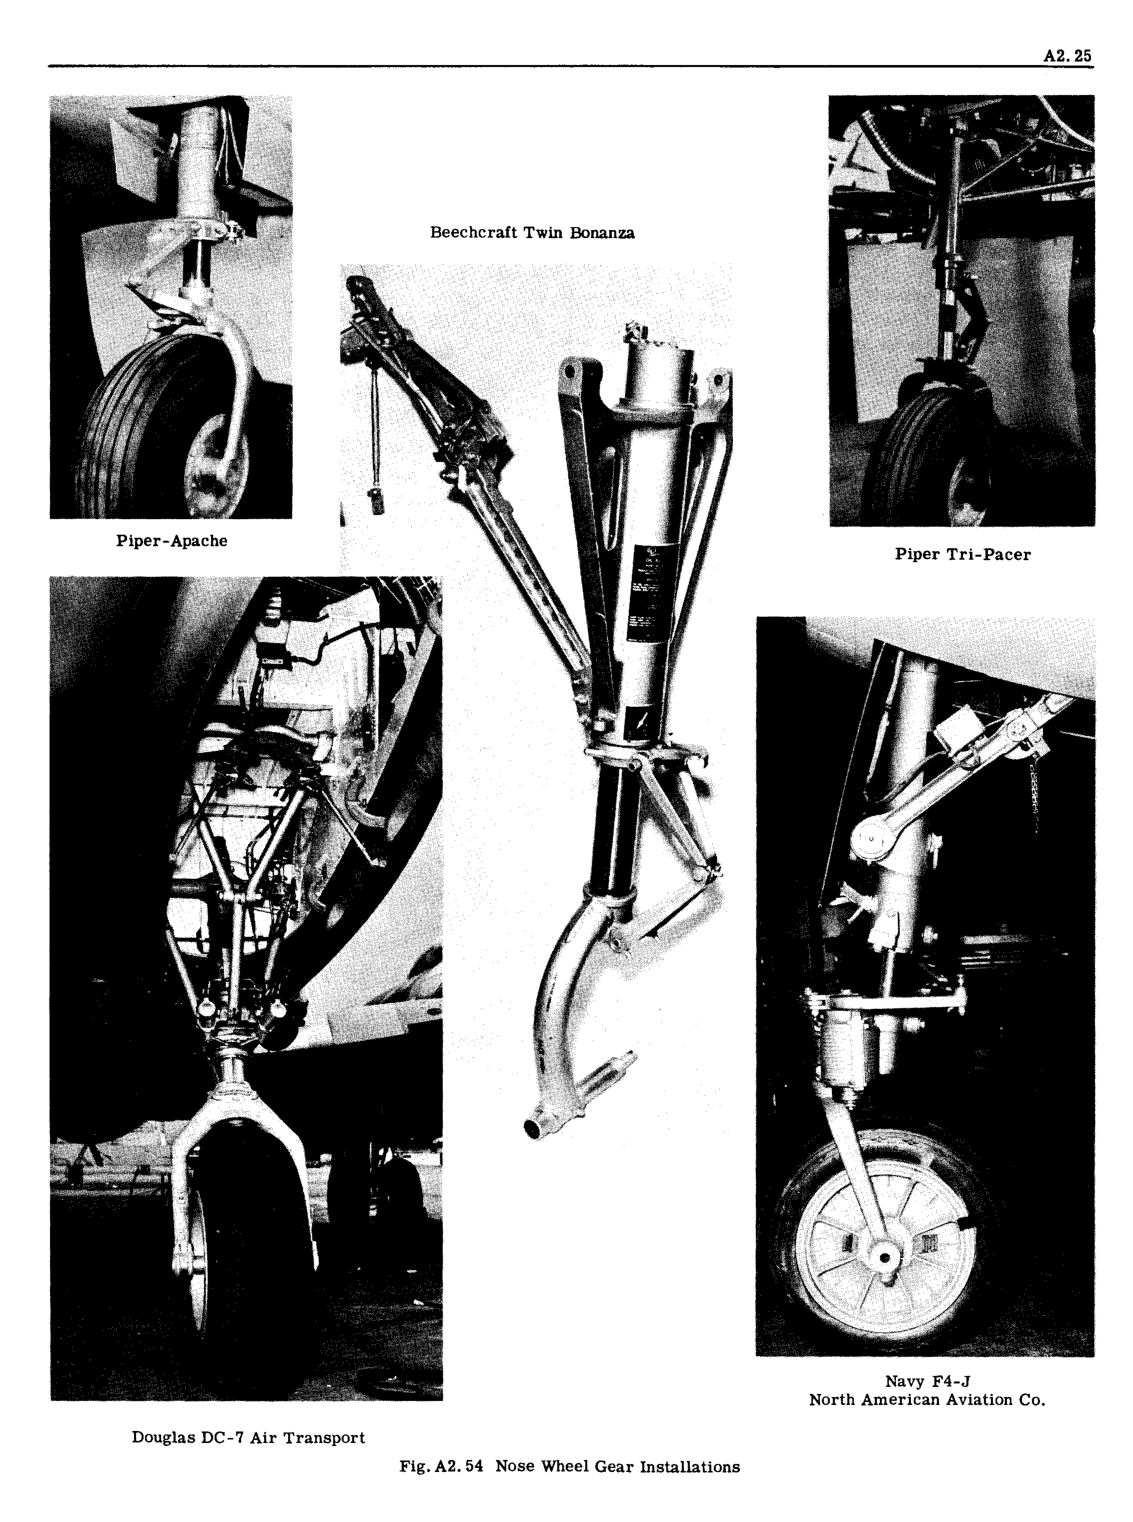 A2. 25
Beechcraft Twin Bonanza
Piper-Apache
Piper Tri-Pacer
Navy F4-J
North American Aviation Co.
Douglas DC-7 Air Transport
Fig. A2. 54 Nose Wheel Gear Installations